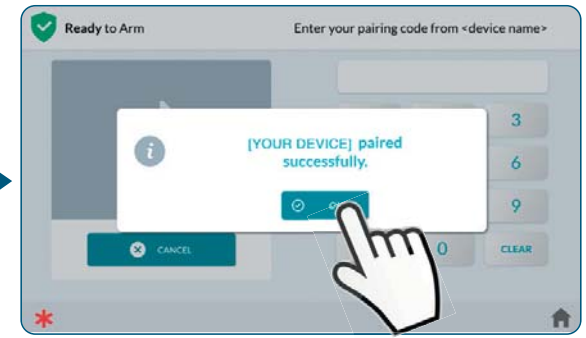 Ready to Arm
Enter your pairing code from <device name>
3
[YOUR DEVICE] paired
successfully.
6
9
CANCEL
0
CLEAR